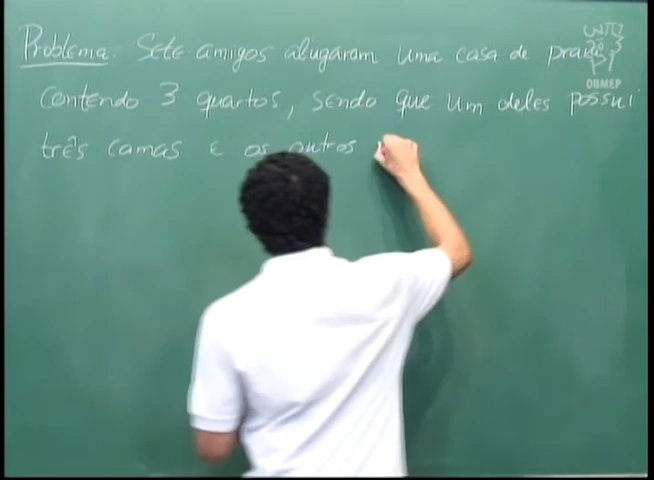 Problema. Sete amigos alugaram uma casa de praia
contendo 3 quartos, sendo que um deles possui
três camas e os outros
OBMEP